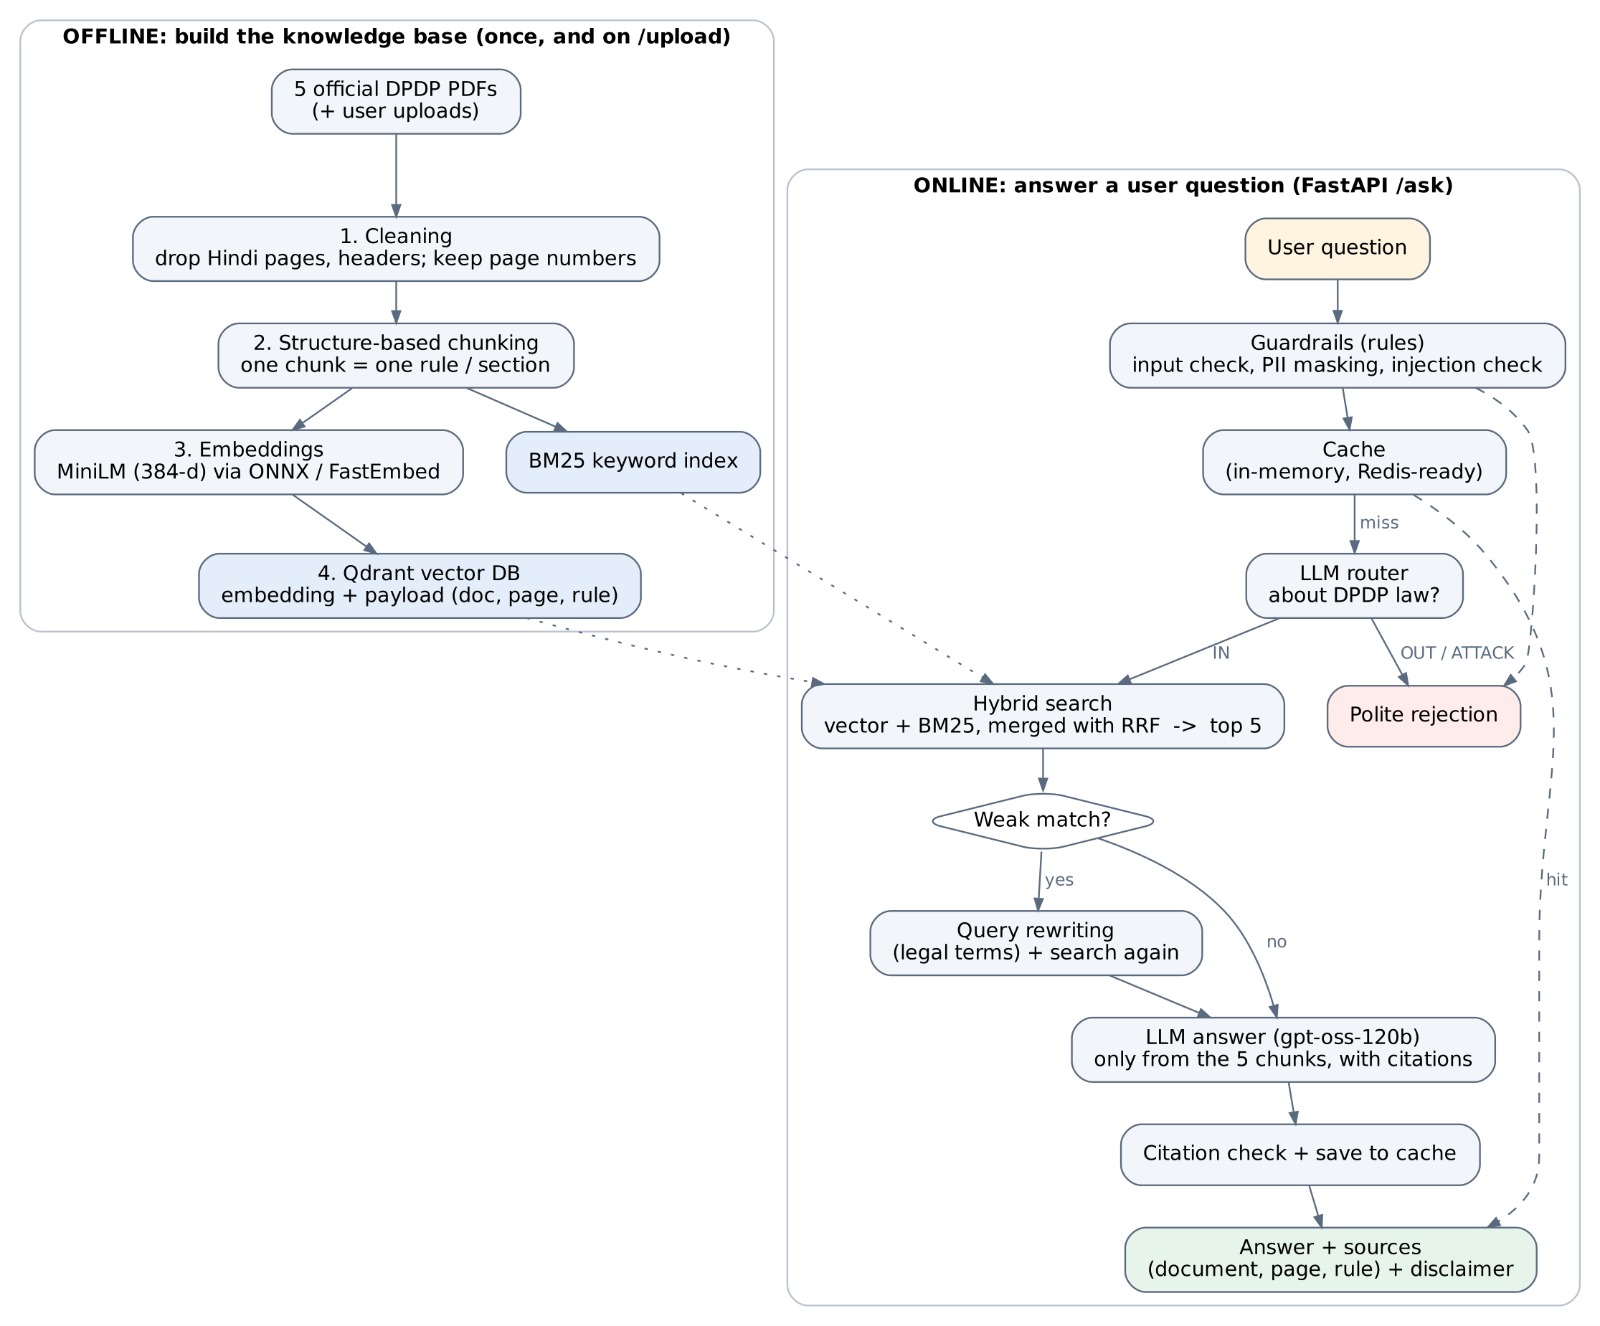 OFFLINE: build the knowledge base (once, and on /upload)
5 official DPDP PDFs
(+ user uploads)
1. Cleaning
drop Hindi pages, headers; keep page numbers
2. Structure-based chunking
one chunk = one rule / section
3. Embeddings
MiniLM (384-d) via ONNX / FastEmbed
BM25 keyword index
4. Qdrant vector DB
embedding + payload (doc, page, rule)
ONLINE: answer a user question (FastAPI /ask)
User question
Guardrails (rules)
input check, PII masking, injection check
Cache
(in-memory, Redis-ready)
miss
LLM router
about DPDP law?
IN
OUT / ATTACK
Hybrid search
vector + BM25, merged with RRF  ->  top 5
Polite rejection
Weak match?
yes
hit
Query rewriting
(legal terms) + search again
no
LLM answer (gpt-oss-120b)
only from the 5 chunks, with citations
Citation check + save to cache
Answer + sources
(document, page, rule) + disclaimer